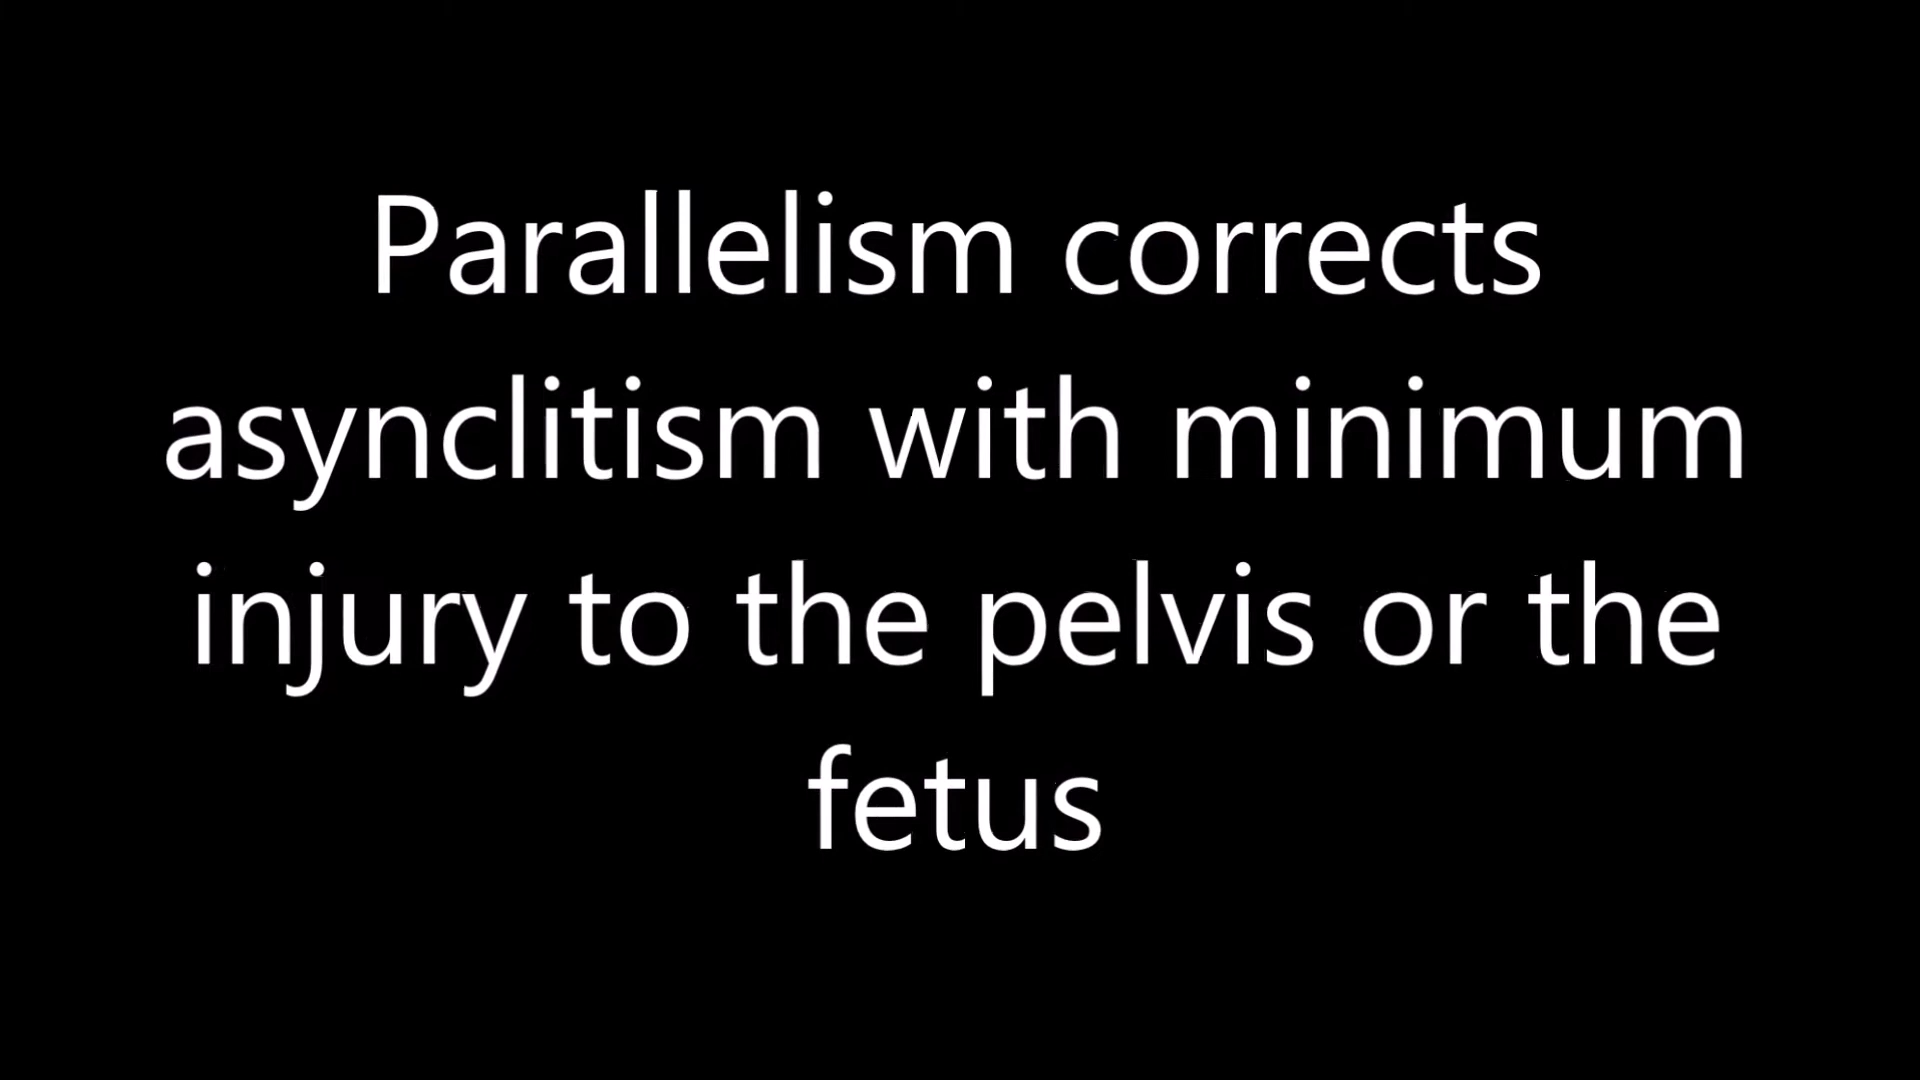 Parallelism corrects
asynclitism with minimum
injury to the pelvis or the
fetus